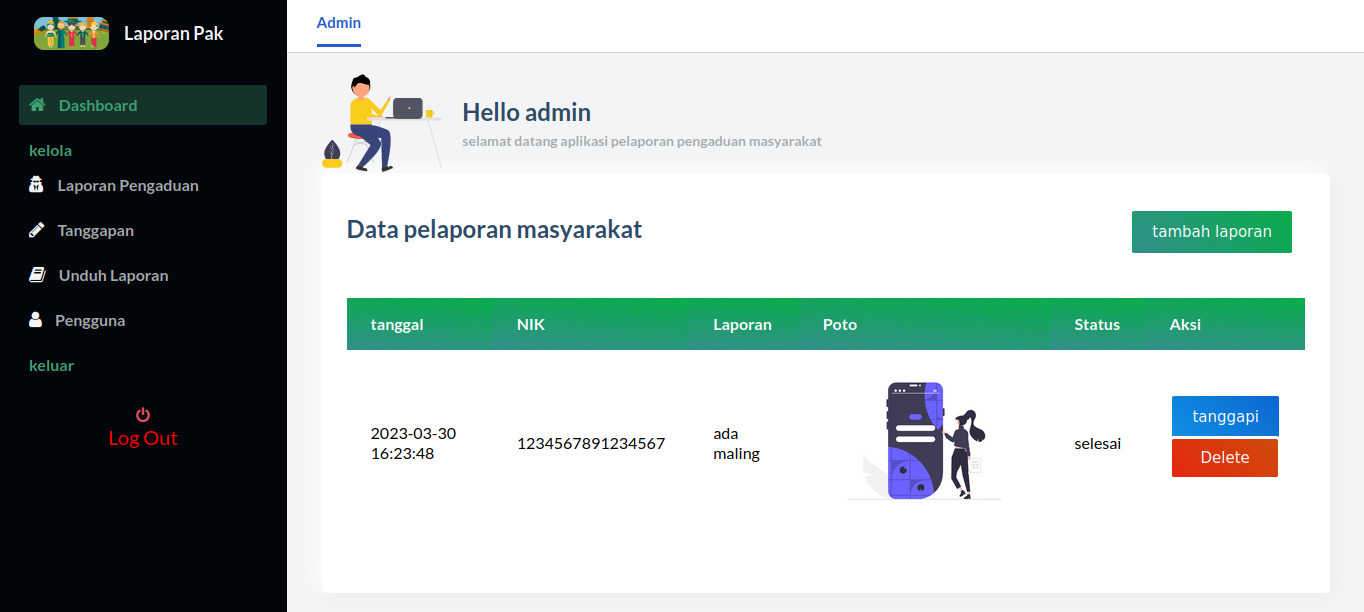 Laporan Pak
Dashboard
kelola
Laporan Pengaduan
Tanggapan
Unduh Laporan
Pengguna
keluar
Log Out
Admin
Hello admin
selamat datang aplikasi pelaporan pengaduan masyarakat
Data pelaporan masyarakat
tambah laporan
tanggal NIK Laporan Poto Status Aksi
2023-03-30
16:23:48
1234567891234567
ada
maling
selesai
tanggapi
Delete